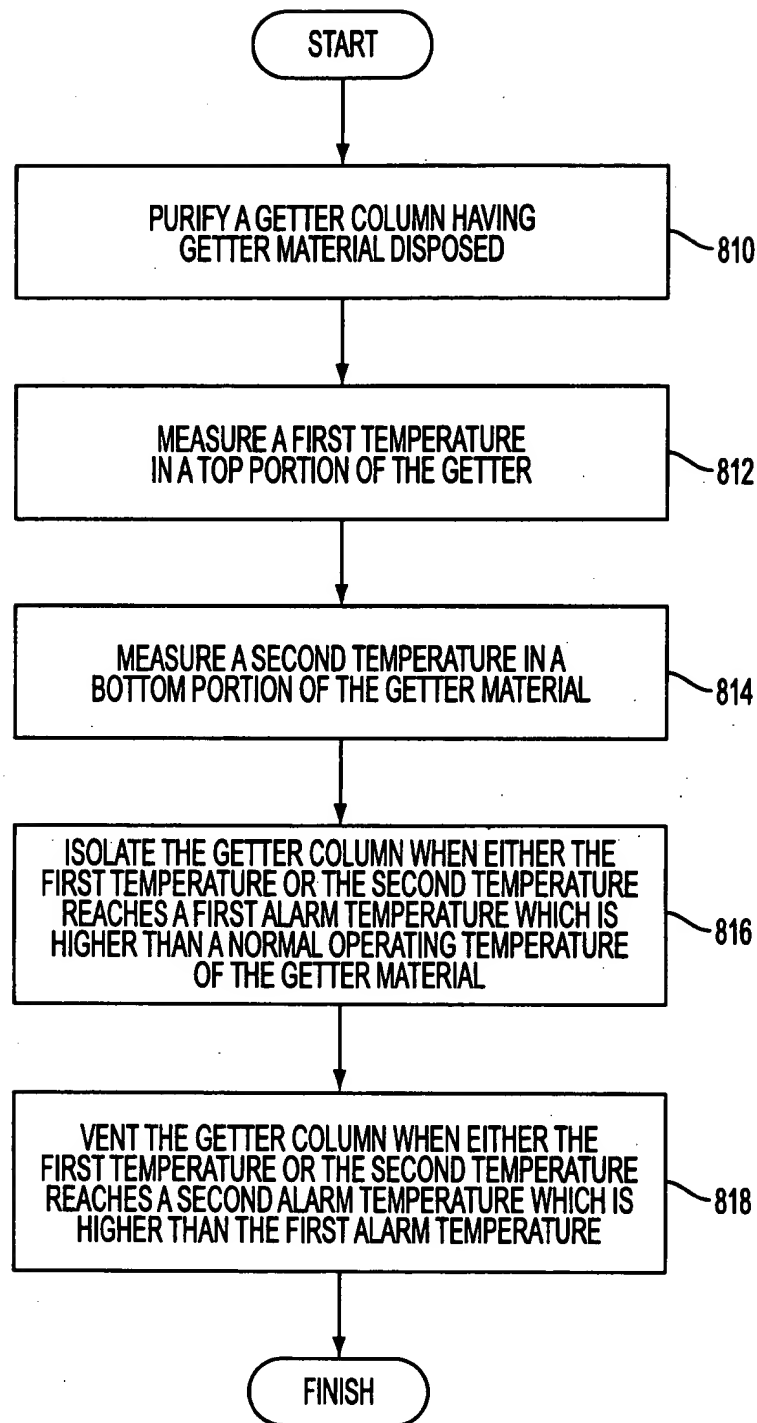 START
PURIFY A GETTER COLUMN HAVING
GETTER MATERIAL DISPOSED
810
MEASURE A FIRST TEMPERATURE
IN A TOP PORTION OF THE GETTER
812
MEASURE A SECOND TEMPERATURE IN A
BOTTOM PORTION OF THE GETTER MATERIAL
814
ISOLATE THE GETTER COLUMN WHEN EITHER THE
FIRST TEMPERATURE OR THE SECOND TEMPERATURE
REACHES A FIRST ALARM TEMPERATURE WHICH IS
HIGHER THAN A NORMAL OPERATING TEMPERATURE
OF THE GETTER MATERIAL
816
VENT THE GETTER COLUMN WHEN EITHER THE
FIRST TEMPERATURE OR THE SECOND TEMPERATURE
REACHES A SECOND ALARM TEMPERATURE WHICH IS
HIGHER THAN THE FIRST ALARM TEMPERATURE
818
FINISH